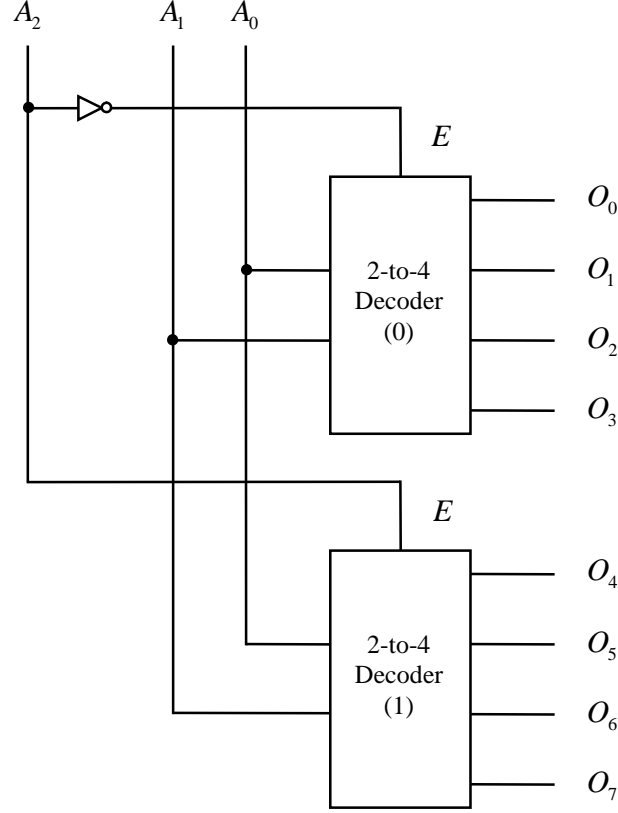 A₂ A₁ A₀
E
O₀
2-to-4
Decoder
(0)
O₁
O₂
O₃
E
O₄
2-to-4
Decoder
(1)
O₅
O₆
O₇